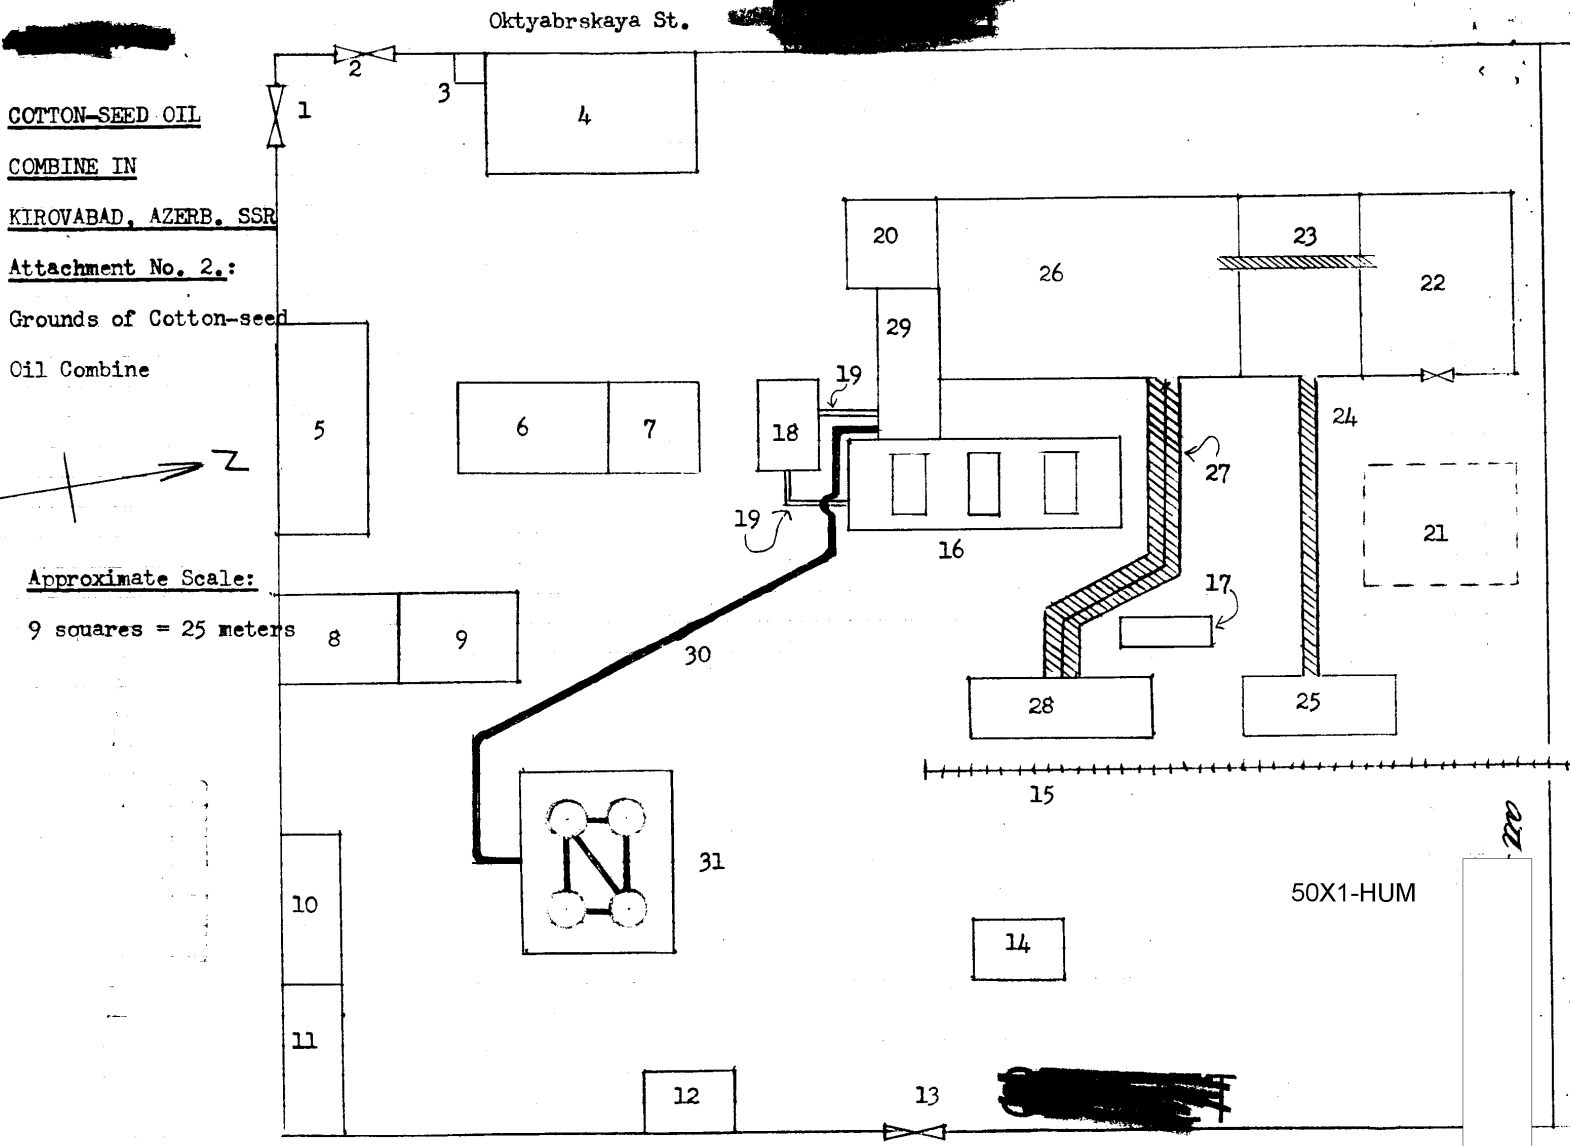 Oktyabrskaya St.
COTTON-SEED OIL
COMBINE IN
KIROVABAD, AZERB. SSR
Attachment No. 2.:
Grounds of Cotton-seed
Oil Combine
Z
Approximate Scale:
9 squares = 25 meters
1
2
3
4
5
6
7
8
9
10
11
12
13
14
15
16
17
18
19
19
20
21
22
23
24
25
26
27
28
29
30
31
50X1-HUM
att.